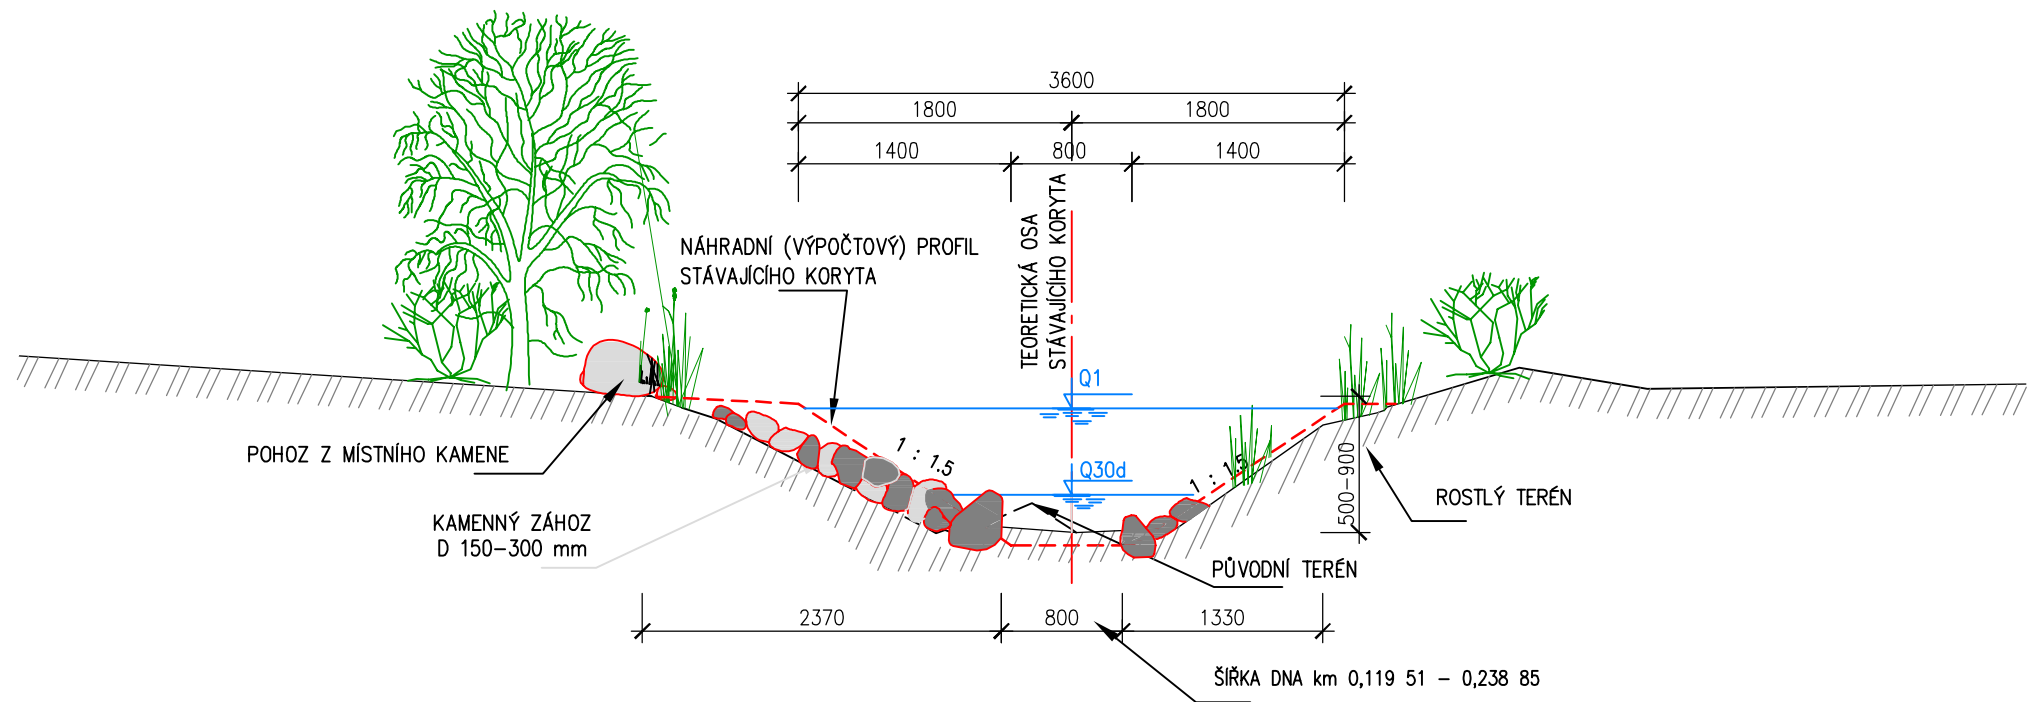 3600
1800 1800
1400 800 1400
TEORETICKÁ OSA
STÁVAJÍCÍHO KORYTA
NÁHRADNÍ (VÝPOČTOVÝ) PROFIL
STÁVAJÍCÍHO KORYTA
Q1
POHOZ Z MÍSTNÍHO KAMENE
1 : 1.5
Q30d
1 : 1.5
500-900
ROSTLÝ TERÉN
KAMENNÝ ZÁHOZ
D 150-300 mm
PŮVODNÍ TERÉN
2370 800 1330
ŠÍŘKA DNA km 0,119 51 - 0,238 85